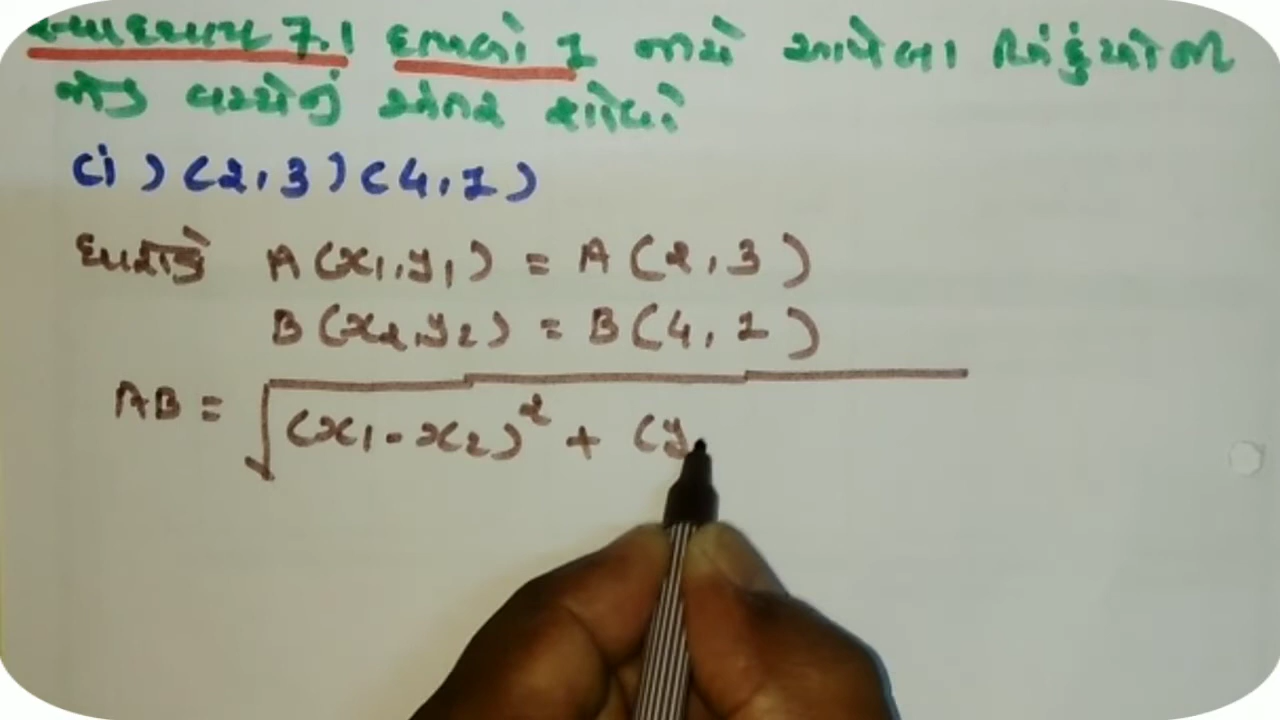 સ્વાધ્યાય 7.1 દાખલો 1 નીચે આપેલા બિંદુઓની
જોડ વચ્ચેનું અંતર શોધો
(i) (2,3) (4,1)
ધારોકે A(x₁,y₁) = A(2,3)
B(x₂,y₂) = B(4,1)
AB = √(x₁-x₂)² + (y